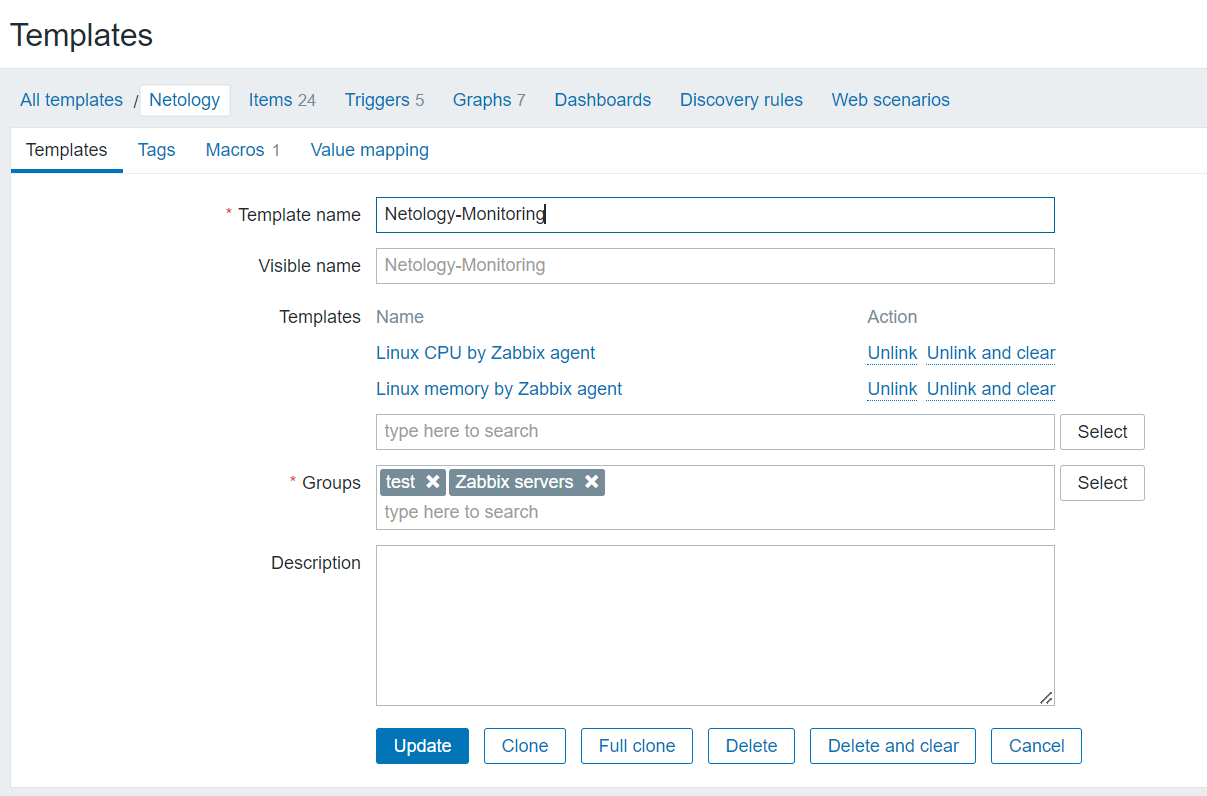 Templates
All templates / Netology Items 24 Triggers 5 Graphs 7 Dashboards Discovery rules Web scenarios
Templates Tags Macros 1 Value mapping
* Template name Netology-Monitoring
Visible name Netology-Monitoring
Templates Name Action
Linux CPU by Zabbix agent Unlink Unlink and clear
Linux memory by Zabbix agent Unlink Unlink and clear
type here to search Select
* Groups test Zabbix servers Select
type here to search
Description
Update Clone Full clone Delete Delete and clear Cancel